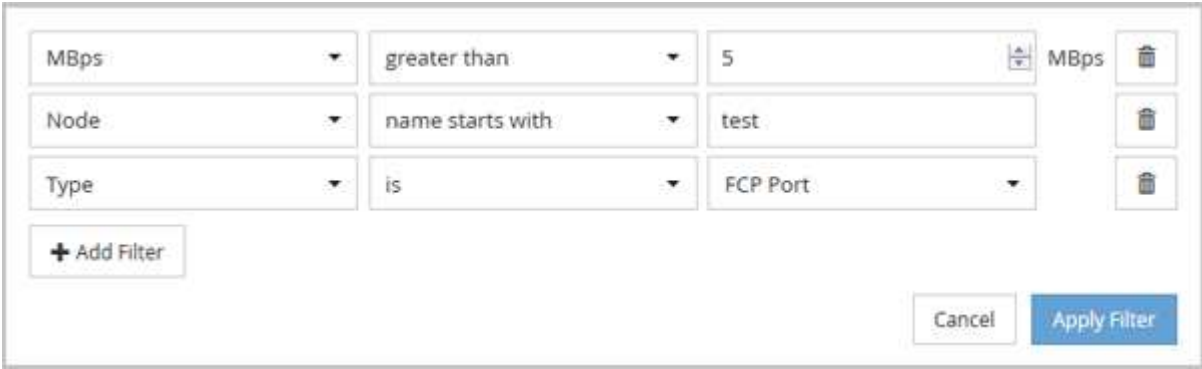 MBps greater than 5 MBps
Node name starts with test
Type is FCP Port
+ Add Filter
Cancel Apply Filter